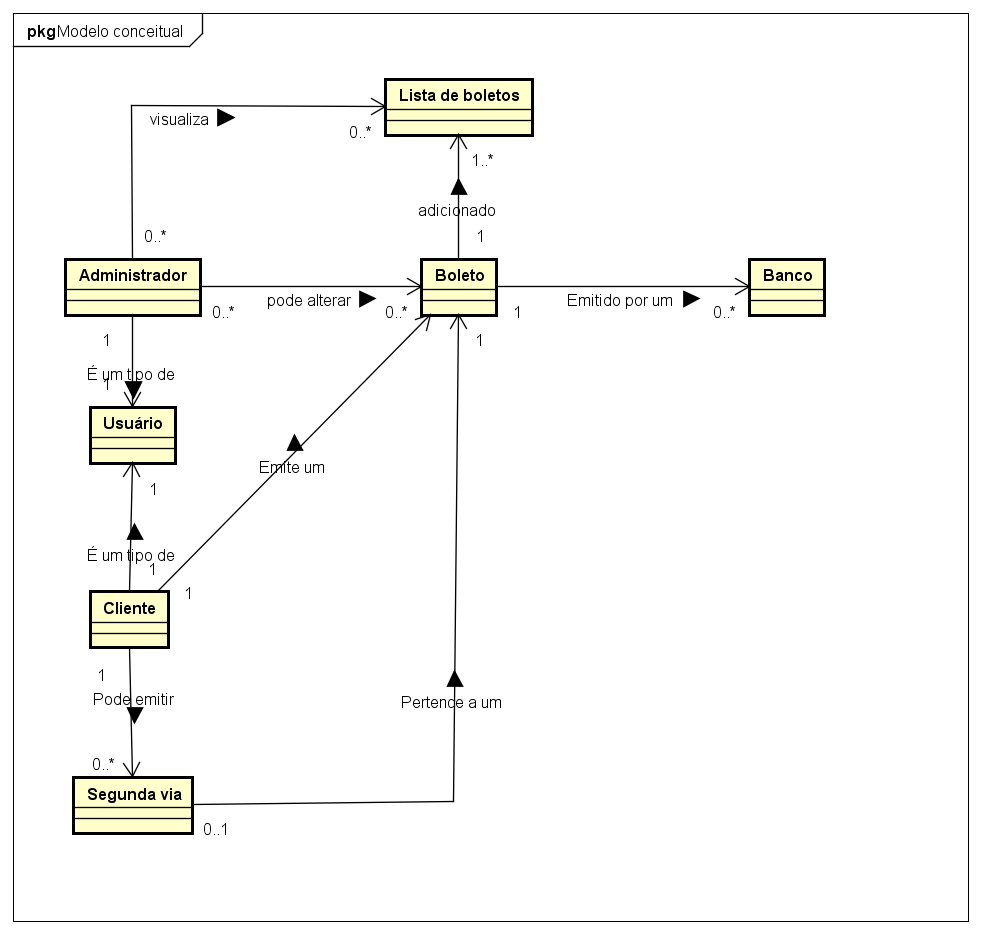 pkg Modelo conceitual
Lista de boletos
visualiza
0..*
1..*
adicionado
0..*
1
Administrador
Boleto
Banco
pode alterar
Emitido por um
0..*
0..*
1
0..*
1
1
É um tipo de
1
Usuário
Emite um
1
É um tipo de
1
1
Cliente
1
Pode emitir
Pertence a um
0..*
Segunda via
0..1